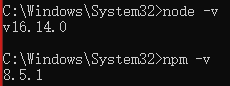 C:\Windows\System32>node -v
v16.14.0
C:\Windows\System32>npm -v
8.5.1